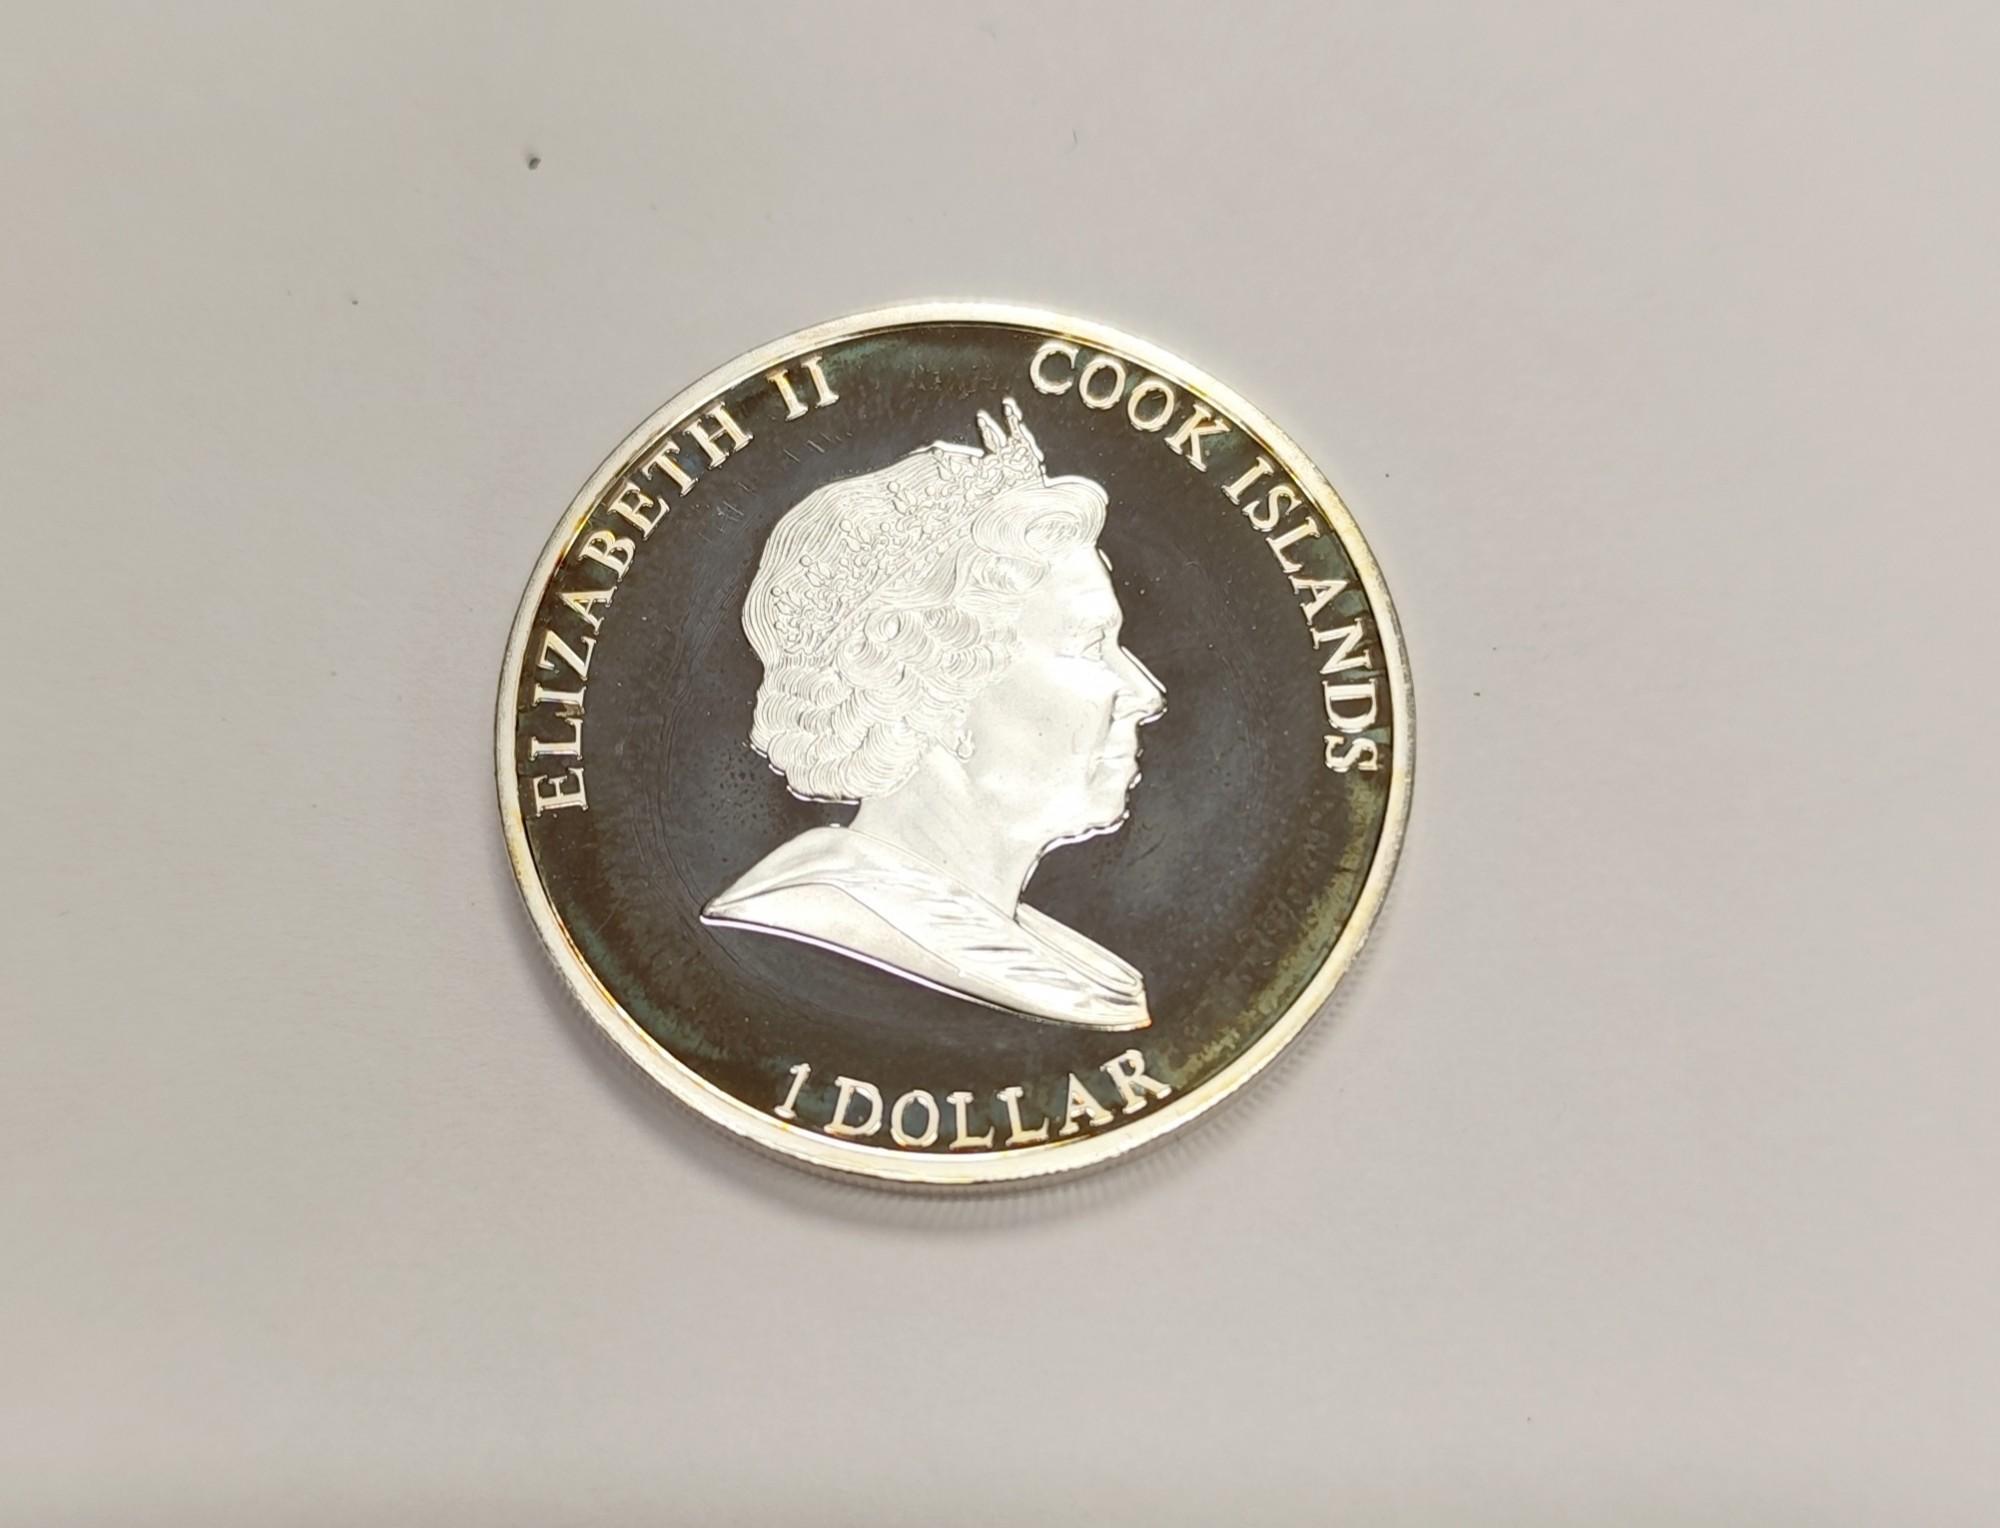 ELIZABETH II
COOK ISLANDS
1 DOLLAR